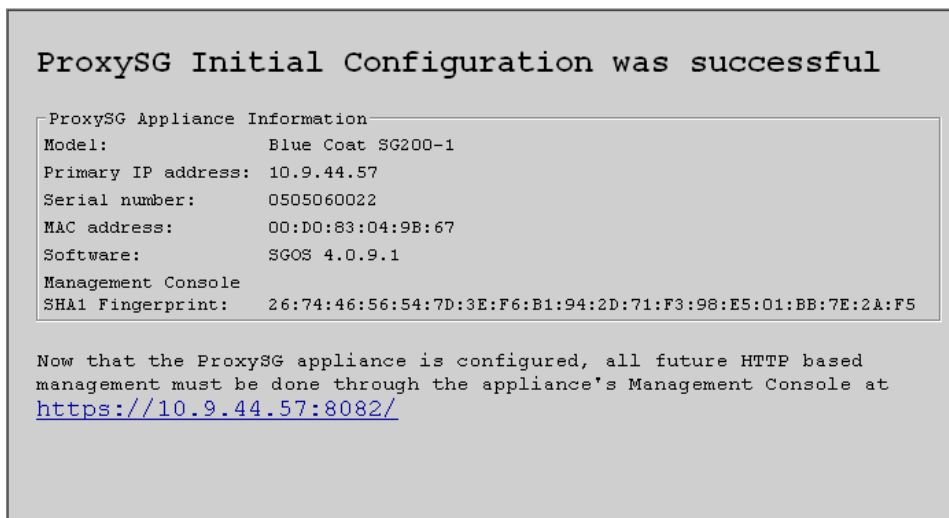 ProxySG Initial Configuration was successful
ProxySG Appliance Information
Model: Blue Coat SG200-1
Primary IP address: 10.9.44.57
Serial number: 0505060022
MAC address: 00:D0:83:04:9B:67
Software: SGOS 4.0.9.1
Management Console
SHA1 Fingerprint: 26:74:46:56:54:7D:3E:F6:B1:94:2D:71:F3:98:E5:01:BB:7E:2A:F5
Now that the ProxySG appliance is configured, all future HTTP based
management must be done through the appliance's Management Console at
https://10.9.44.57:8082/